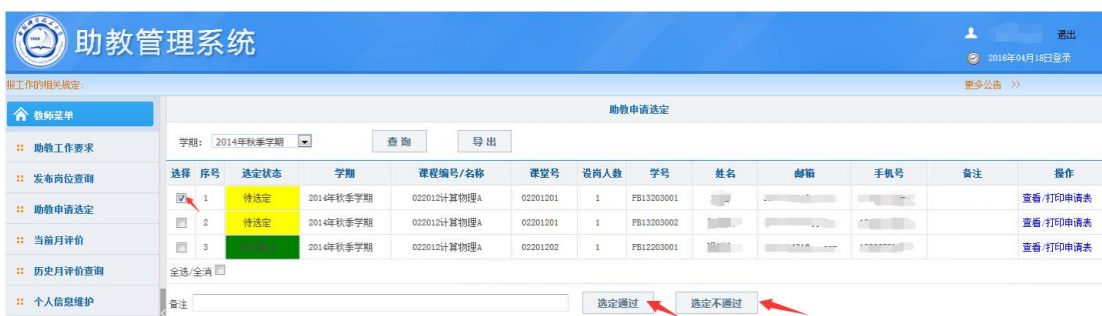 助教管理系统
退出
2016年04月18日登录
报工作的相关规定:
更多公告 >>
教师菜单
助教工作要求
发布岗位查询
助教申请选定
当前月评价
历史月评价查询
个人信息维护
助教申请选定
学期: 2014年秋季学期 查 询 导 出
选择 序号 选定状态 学期 课程编号/名称 课堂号 设岗人数 学号 姓名 邮箱 手机号 备注 操作
1 待选定 2014年秋季学期 022012计算物理A 02201201 1 PB13203001 查看/打印申请表
2 待选定 2014年秋季学期 022012计算物理A 02201201 1 PB13203002 查看/打印申请表
3 2014年秋季学期 022012计算物理A 02201202 1 PB12203001 查看/打印申请表
全选/全消
备注 选定通过 选定不通过